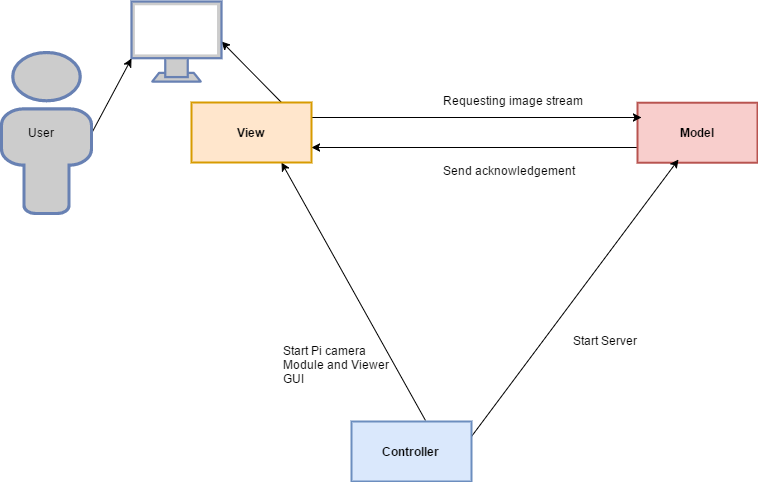 Requesting image stream
User
View
Model
Send acknowledgement
Start Pi camera
Module and Viewer
GUI
Start Server
Controller